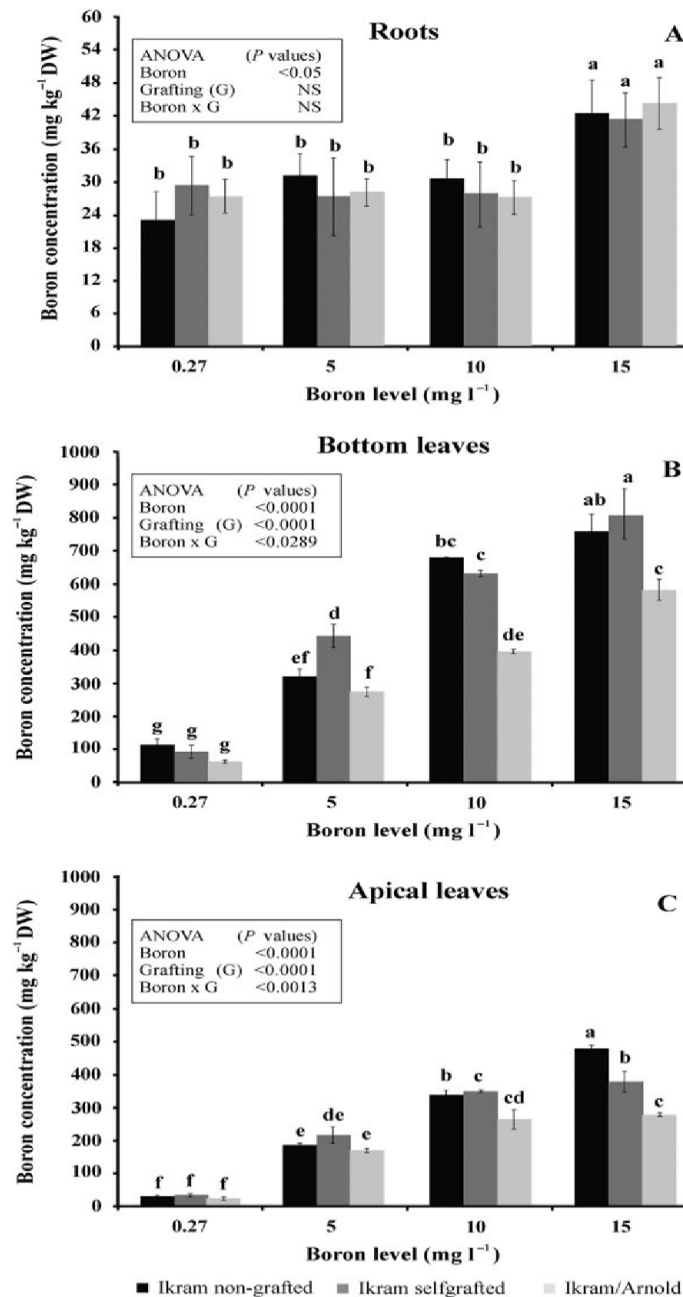 Roots
A
ANOVA (P values)
Boron <0.05
Grafting (G) NS
Boron x G NS
Boron concentration (mg kg⁻¹DW)
60
54
48
42
36
30
24
18
12
6
0
b b b
b b b
b b b
a a a
0.27 5 10 15
Boron level (mg l⁻¹)
Bottom leaves
B
ANOVA (P values)
Boron <0.0001
Grafting (G) <0.0001
Boron x G <0.0289
Boron concentration (mg kg⁻¹DW)
1000
900
800
700
600
500
400
300
200
100
0
g g g
ef d f
bc c de
ab a c
0.27 5 10 15
Boron level (mg l⁻¹)
Apical leaves
C
ANOVA (P values)
Boron <0.0001
Grafting (G) <0.0001
Boron x G <0.0013
Boron concentration (mg kg⁻¹DW)
1000
900
800
700
600
500
400
300
200
100
0
f f f
e de e
b c cd
a b c
0.27 5 10 15
Boron level (mg l⁻¹)
Ikram non-grafted Ikram selfgrafted Ikram/Arnold